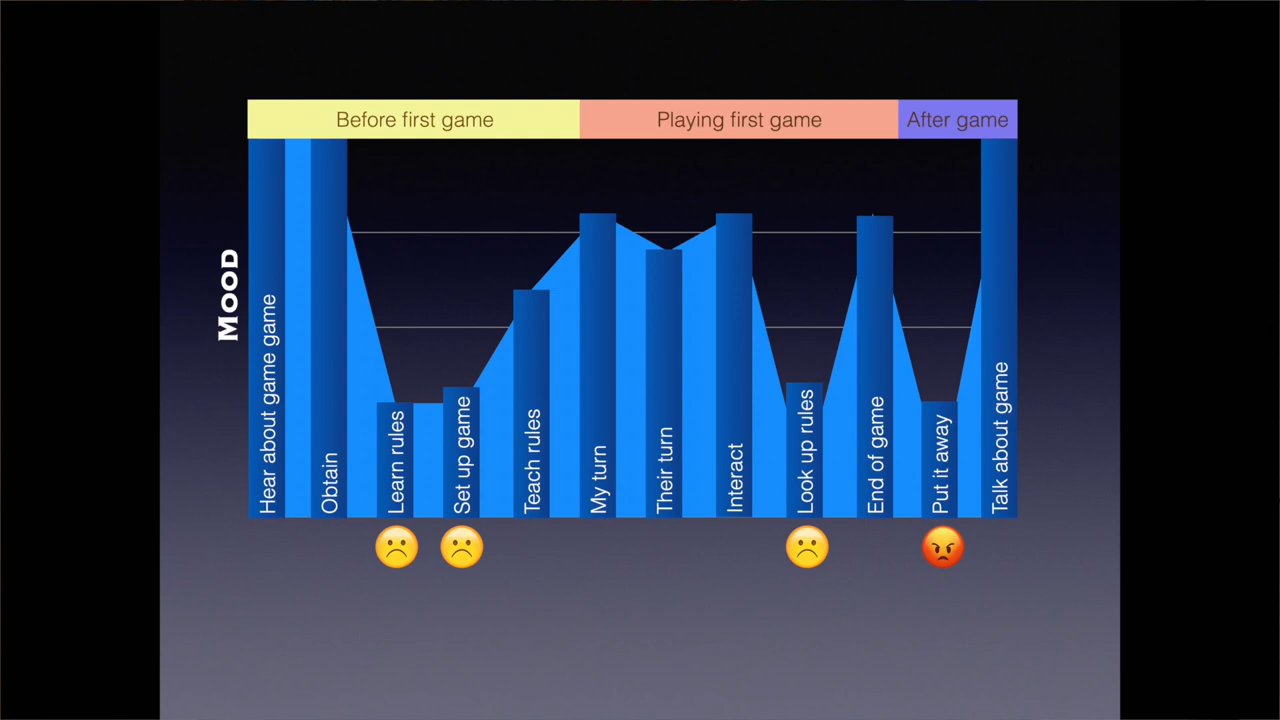 Before first game
Playing first game
After game
MOOD
Hear about game game
Obtain
Learn rules
Set up game
Teach rules
My turn
Their turn
Interact
Look up rules
End of game
Put it away
Talk about game